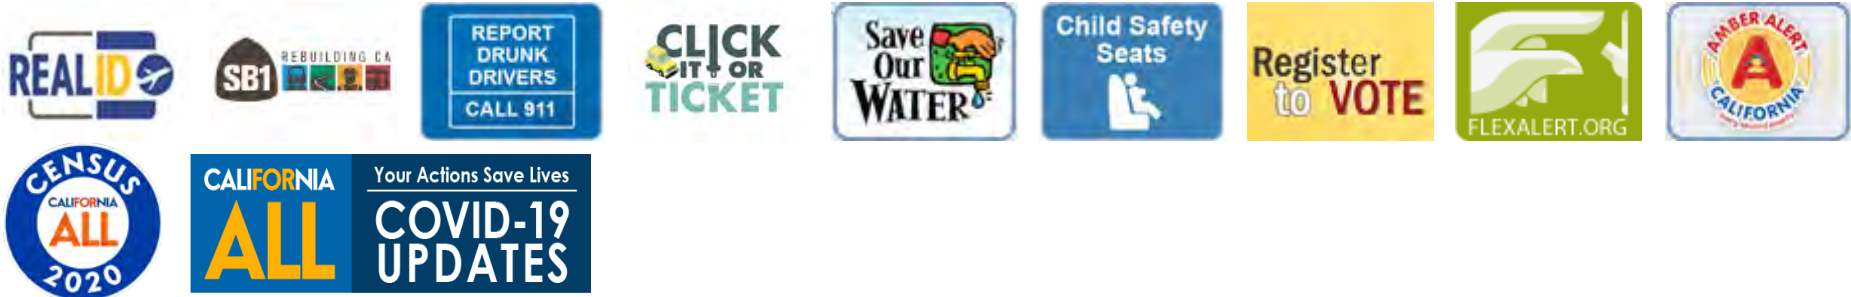 REAL ID
SB1
REBUILDING CA
REPORT
DRUNK
DRIVERS
CALL 911
CLICK
IT OR
TICKET
Save
Our
WATER
Child Safety
Seats
Register
to VOTE
FLEXALERT.ORG
AMBER ALERT
CALIFORNIA
CENSUS
CALIFORNIA
ALL
2020
CALIFORNIA
ALL
Your Actions Save Lives
COVID-19
UPDATES